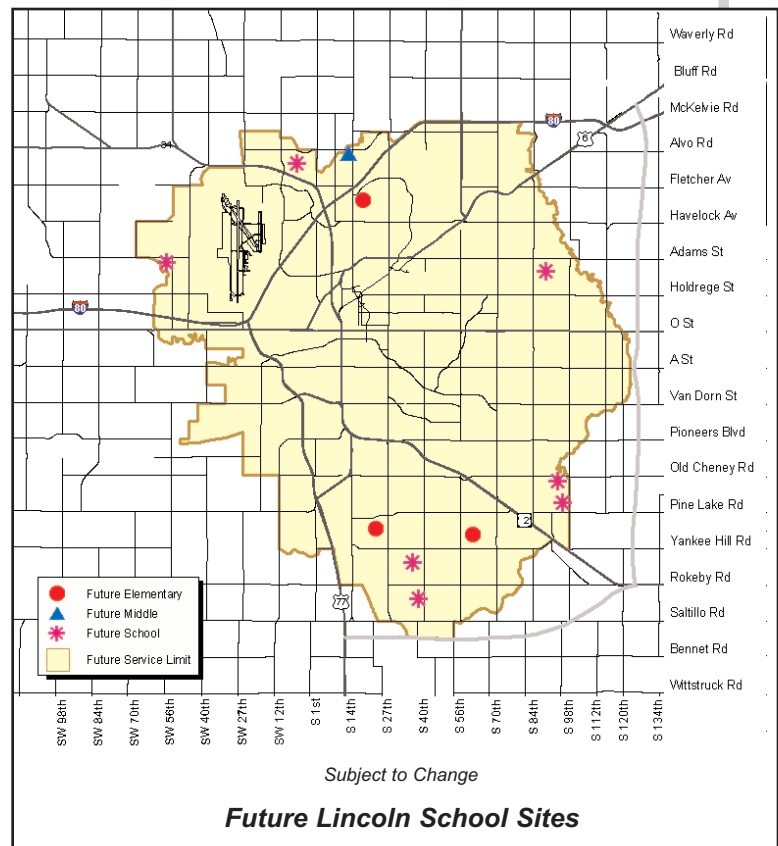 Waverly Rd
Bluff Rd
McKelvie Rd
80
6
34
Alvo Rd
Fletcher Av
Havelock Av
Adams St
Holdrege St
80
O St
A St
Van Dorn St
Pioneers Blvd
Old Cheney Rd
Pine Lake Rd
2
Yankee Hill Rd
Rokeby Rd
77
Saltillo Rd
Bennet Rd
Wittstruck Rd
Future Elementary
Future Middle
Future School
Future Service Limit
SW 98th
SW 84th
SW 70th
SW 56th
SW 40th
SW 27th
SW 12th
S 1st
S 14th
S 27th
S 40th
S 56th
S 70th
S 84th
S 98th
S 112th
S 120th
S 134th
Subject to Change
Future Lincoln School Sites